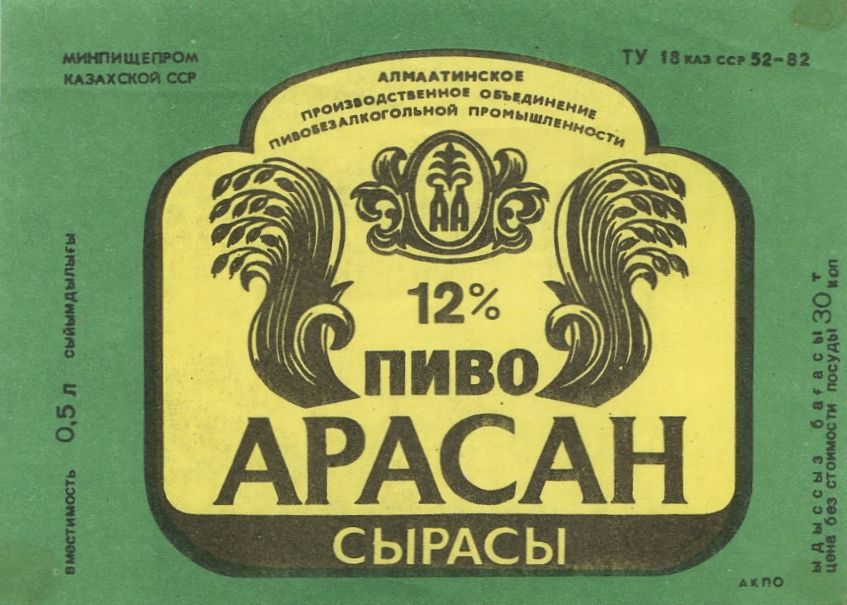 МИНПИЩЕПРОМ
КАЗАХСКОЙ ССР
ТУ 18 КАЗ ССР 52-82
АЛМААТИНСКОЕ
ПРОИЗВОДСТВЕННОЕ ОБЪЕДИНЕНИЕ
ПИВОБЕЗАЛКОГОЛЬНОЙ ПРОМЫШЛЕННОСТИ
АА
12%
ПИВО
АРАСАН
СЫРАСЫ
вместимость 0,5 л сыйымдылығы
ыдыссыз бағасы 30 т
цена без стоимости посуды 30 коп
АКПО